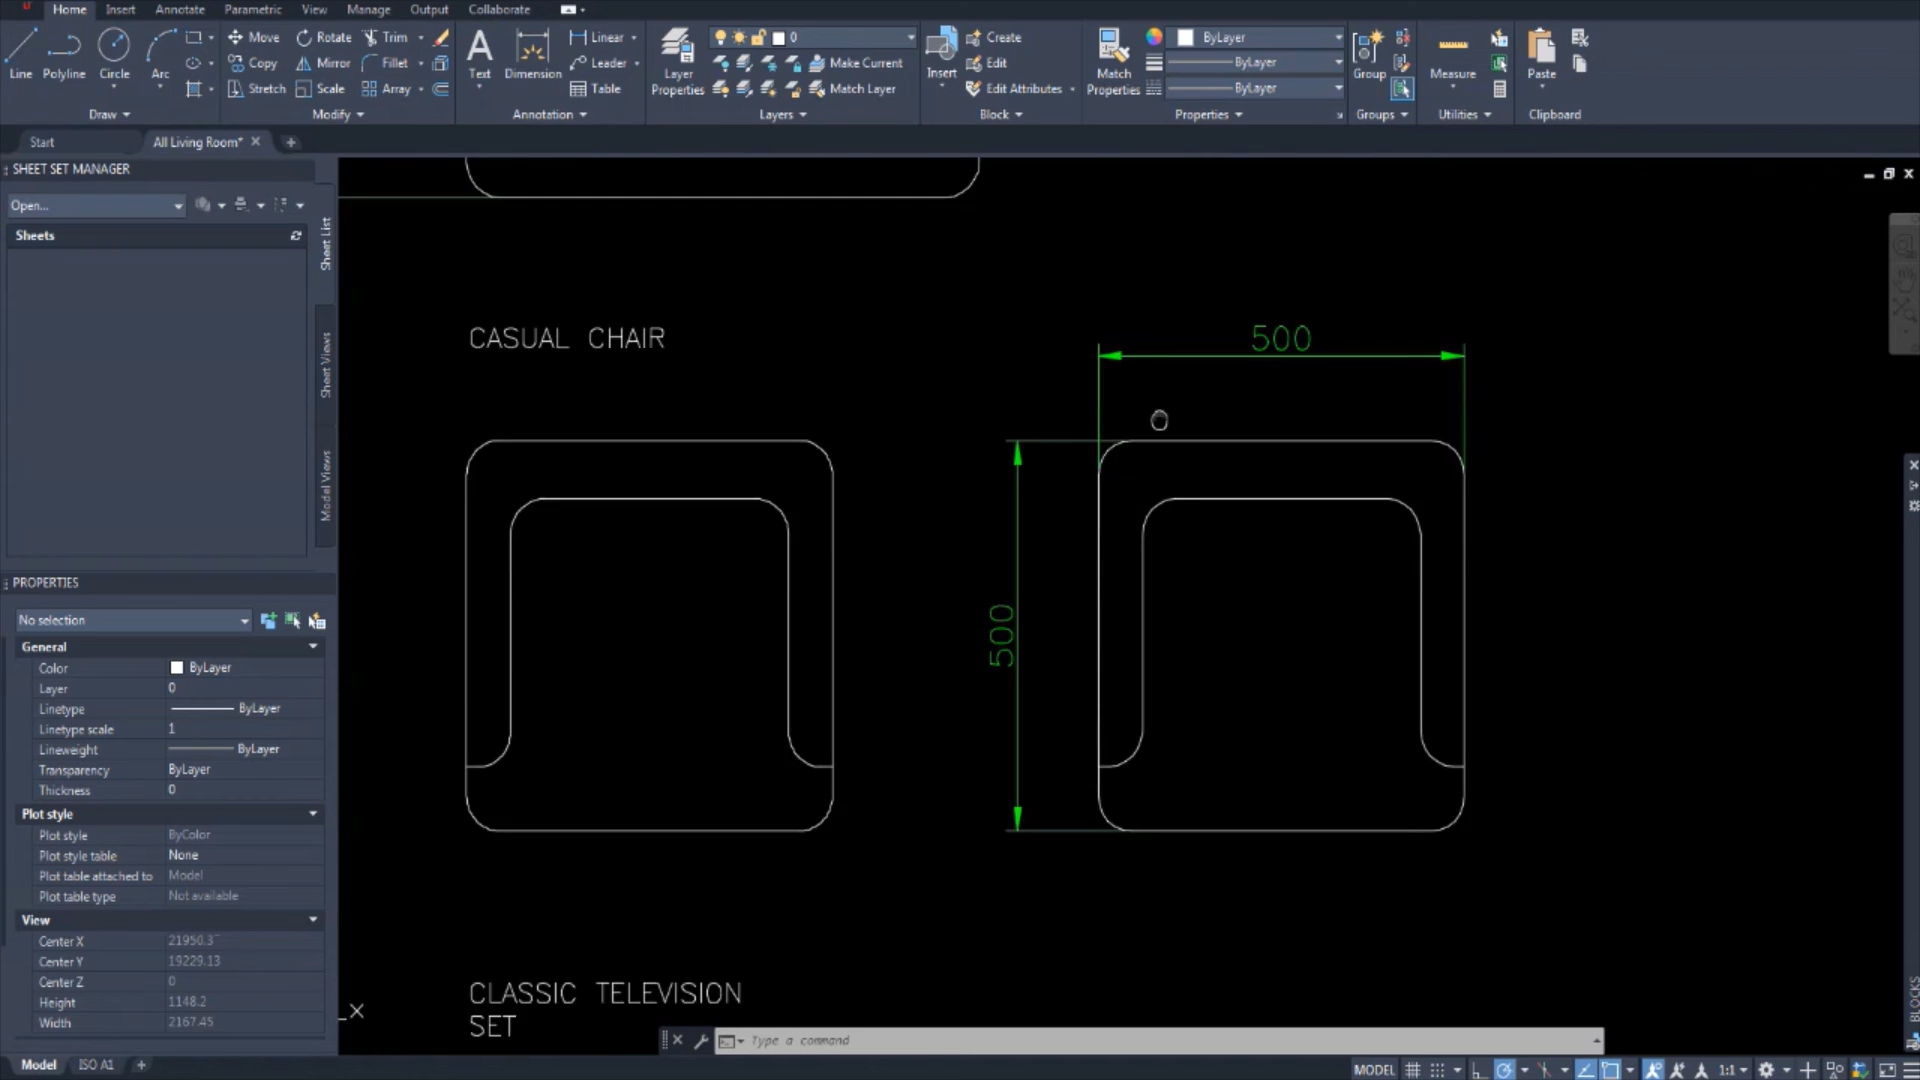 Home Insert Annotate Parametric View Manage Output Collaborate
Line Polyline Circle Arc
Move Rotate Trim
Copy Mirror Fillet
Stretch Scale Array
Text Dimension
Linear
Leader
Table
Layer Properties
0
Make Current
Match Layer
Insert
Create
Edit
Edit Attributes
Match Properties
ByLayer
ByLayer
ByLayer
Group
Measure
Paste
Draw Modify Annotation Layers Block Properties Groups Utilities Clipboard
Start All Living Room*
SHEET SET MANAGER
Open...
Sheets
Sheet List
Sheet Views
Model Views
PROPERTIES
No selection
General
Color ByLayer
Layer 0
Linetype ByLayer
Linetype scale 1
Lineweight ByLayer
Transparency ByLayer
Thickness 0
Plot style
Plot style ByColor
Plot style table None
Plot table attached to Model
Plot table type Not available
View
Center X 21950.3
Center Y 19229.13
Center Z 0
Height 1148.2
Width 2167.45
CASUAL CHAIR
500
500
CLASSIC TELEVISION
SET
X
Type a command
BLOCKS
Model ISO A1
MODEL 1:1